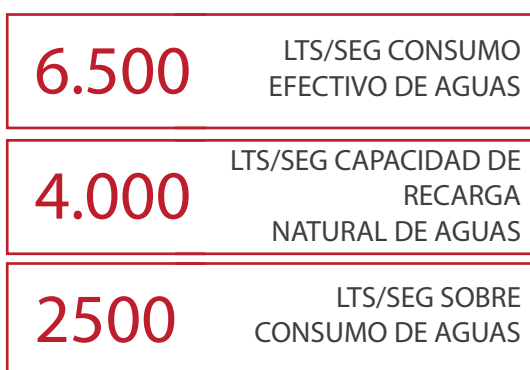 6.500
LTS/SEG CONSUMO
EFECTIVO DE AGUAS
4.000
LTS/SEG CAPACIDAD DE
RECARGA
NATURAL DE AGUAS
2500
LTS/SEG SOBRE
CONSUMO DE AGUAS